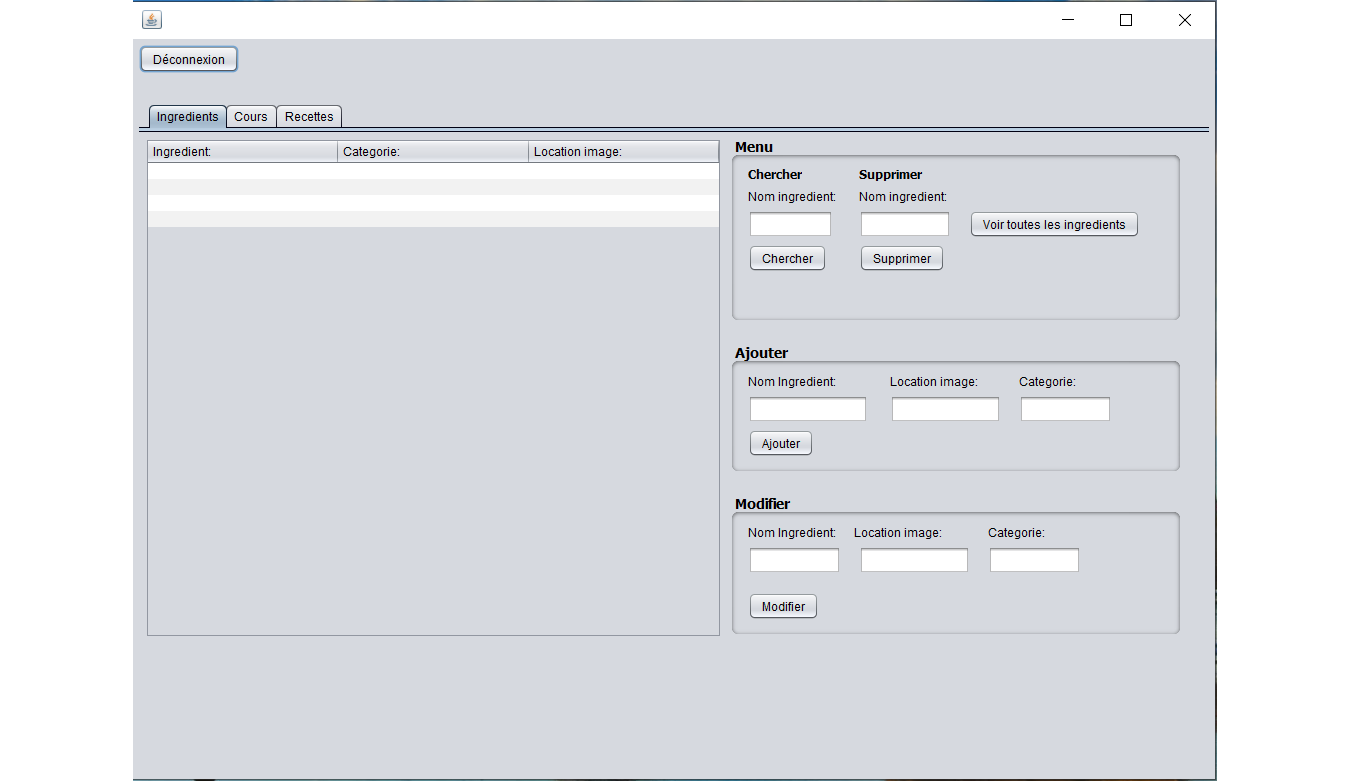 Déconnexion
Ingredients Cours Recettes
Ingredient: Categorie: Location image:
Menu
Chercher Supprimer
Nom ingredient: Nom ingredient:
Voir toutes les ingredients
Chercher Supprimer
Ajouter
Nom Ingredient: Location image: Categorie:
Ajouter
Modifier
Nom Ingredient: Location image: Categorie:
Modifier